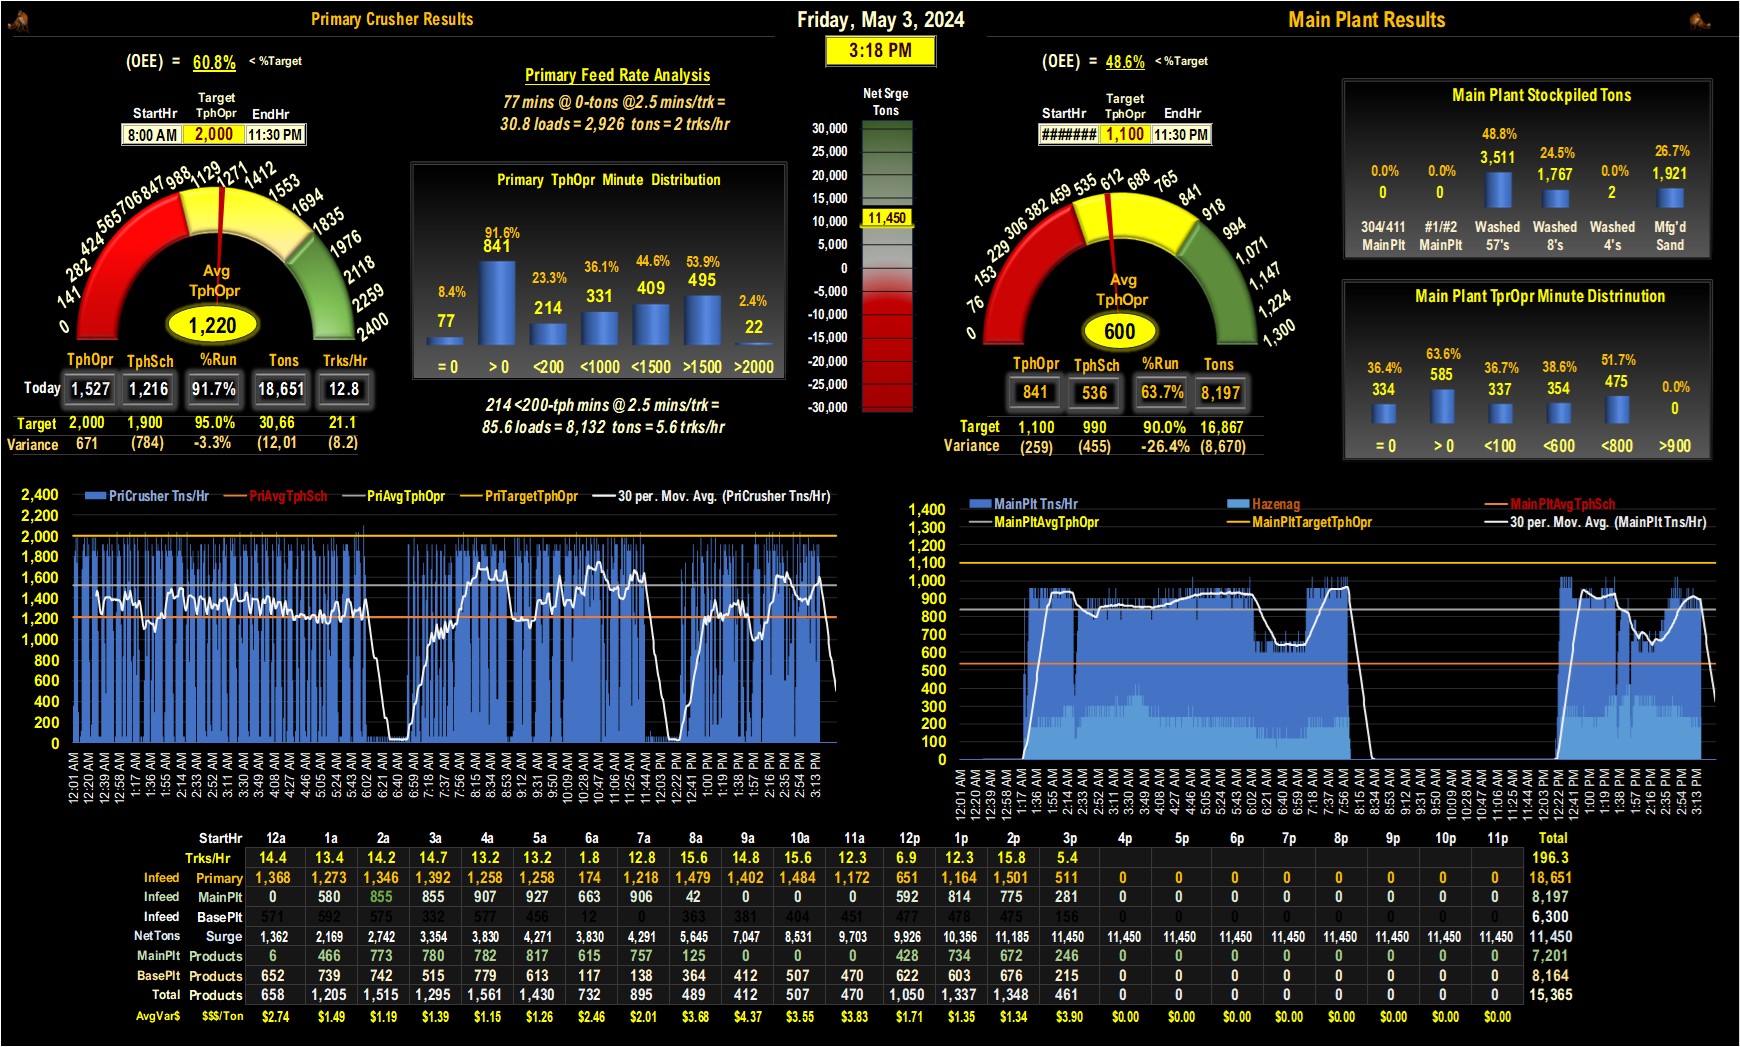 Primary Crusher Results
Friday, May 3, 2024
Main Plant Results
3:18 PM
(OEE) = 60.8% < %Target
Target
StartHr TphOpr EndHr
8:00 AM 2,000 11:30 PM
Primary Feed Rate Analysis
77 mins @ 0-tons @2.5 mins/trk =
30.8 loads = 2,926 tons = 2 trks/hr
0 141 282 424 565 706 847 988 1129 1271 1412 1553 1694 1835 1976 2118 2259 2400
Avg
TphOpr
1,220
TphOpr TphSch %Run Tons Trks/Hr
Today 1,527 1,216 91.7% 18,651 12.8
Target 2,000 1,900 95.0% 30,66 21.1
Variance 671 (784) -3.3% (12,01 (8.2)
Primary TphOpr Minute Distribution
8.4% 91.6% 23.3% 36.1% 44.6% 53.9% 2.4%
77 841 214 331 409 495 22
= 0 > 0 <200 <1000 <1500 >1500 >2000
214 <200-tph mins @ 2.5 mins/trk =
85.6 loads = 8,132 tons = 5.6 trks/hr
Net Srge
Tons
30,000
25,000
20,000
15,000
10,000
11,450
5,000
0
-5,000
-10,000
-15,000
-20,000
-25,000
-30,000
(OEE) = 48.6% < %Target
Target
StartHr TphOpr EndHr
####### 1,100 11:30 PM
0 76 153 229 306 382 459 535 612 688 765 841 918 994 1,071 1,147 1,224 1,300
Avg
TphOpr
600
TphOpr TphSch %Run Tons
841 536 63.7% 8,197
Target 1,100 990 90.0% 16,867
Variance (259) (455) -26.4% (8,670)
Main Plant Stockpiled Tons
0.0% 0.0% 48.8% 24.5% 0.0% 26.7%
0 0 3,511 1,767 2 1,921
304/411 #1/#2 Washed Washed Washed Mfg'd
MainPlt MainPlt 57's 8's 4's Sand
Main Plant TprOpr Minute Distrinution
36.4% 63.6% 36.7% 38.6% 51.7% 0.0%
334 585 337 354 475 0
= 0 > 0 <100 <600 <800 >900
PriCrusher Tns/Hr PriAvgTphSch PriAvgTphOpr PriTargetTphOpr 30 per. Mov. Avg. (PriCrusher Tns/Hr)
2,400
2,200
2,000
1,800
1,600
1,400
1,200
1,000
800
600
400
200
0
12:01 AM 12:20 AM 12:39 AM 12:58 AM 1:17 AM 1:36 AM 1:55 AM 2:14 AM 2:33 AM 2:52 AM 3:11 AM 3:30 AM 3:49 AM 4:08 AM 4:27 AM 4:46 AM 5:05 AM 5:24 AM 5:43 AM 6:02 AM 6:21 AM 6:40 AM 6:59 AM 7:18 AM 7:37 AM 7:56 AM 8:15 AM 8:34 AM 8:53 AM 9:12 AM 9:31 AM 9:50 AM 10:09 AM 10:28 AM 10:47 AM 11:06 AM 11:25 AM 11:44 AM 12:03 PM 12:22 PM 12:41 PM 1:00 PM 1:19 PM 1:38 PM 1:57 PM 2:16 PM 2:35 PM 2:54 PM 3:13 PM
MainPlt Tns/Hr Hazenag MainPltAvgTphSch
MainPltAvgTphOpr MainPltTargetTphOpr 30 per. Mov. Avg. (MainPlt Tns/Hr)
1,400
1,300
1,200
1,100
1,000
900
800
700
600
500
400
300
200
100
0
12:01 AM 12:20 AM 12:39 AM 12:58 AM 1:17 AM 1:36 AM 1:55 AM 2:14 AM 2:33 AM 2:52 AM 3:11 AM 3:30 AM 3:49 AM 4:08 AM 4:27 AM 4:46 AM 5:05 AM 5:24 AM 5:43 AM 6:02 AM 6:21 AM 6:40 AM 6:59 AM 7:18 AM 7:37 AM 7:56 AM 8:15 AM 8:34 AM 8:53 AM 9:12 AM 9:31 AM 9:50 AM 10:09 AM 10:28 AM 10:47 AM 11:06 AM 11:25 AM 11:44 AM 12:03 PM 12:22 PM 12:41 PM 1:00 PM 1:19 PM 1:38 PM 1:57 PM 2:16 PM 2:35 PM 2:54 PM 3:13 PM
StartHr 12a 1a 2a 3a 4a 5a 6a 7a 8a 9a 10a 11a 12p 1p 2p 3p 4p 5p 6p 7p 8p 9p 10p 11p Total
Trks/Hr 14.4 13.4 14.2 14.7 13.2 13.2 1.8 12.8 15.6 14.8 15.6 12.3 6.9 12.3 15.8 5.4 196.3
Infeed Primary 1,368 1,273 1,346 1,392 1,258 1,258 174 1,218 1,479 1,402 1,484 1,172 651 1,164 1,501 511 0 0 0 0 0 0 0 0 18,651
Infeed MainPlt 0 580 855 855 907 927 663 906 42 0 0 0 592 814 775 281 0 0 0 0 0 0 0 0 8,197
Infeed BasePlt 571 592 575 332 577 456 12 0 363 381 404 451 477 478 475 156 0 0 0 0 0 0 0 0 6,300
NetTons Surge 1,362 2,169 2,742 3,354 3,830 4,271 3,830 4,291 5,645 7,047 8,531 9,703 9,926 10,356 11,185 11,450 11,450 11,450 11,450 11,450 11,450 11,450 11,450 11,450 11,450
MainPlt Products 6 466 773 780 782 817 615 757 125 0 0 0 428 734 672 246 0 0 0 0 0 0 0 0 7,201
BasePlt Products 652 739 742 515 779 613 117 138 364 412 507 470 622 603 676 215 0 0 0 0 0 0 0 0 8,164
Total Products 658 1,205 1,515 1,295 1,561 1,430 732 895 489 412 507 470 1,050 1,337 1,348 461 0 0 0 0 0 0 0 0 15,365
AvgVar$ $$$/Ton $2.74 $1.49 $1.19 $1.39 $1.15 $1.26 $2.46 $2.01 $3.68 $4.37 $3.55 $3.83 $1.71 $1.35 $1.34 $3.90 $0.00 $0.00 $0.00 $0.00 $0.00 $0.00 $0.00 $0.00